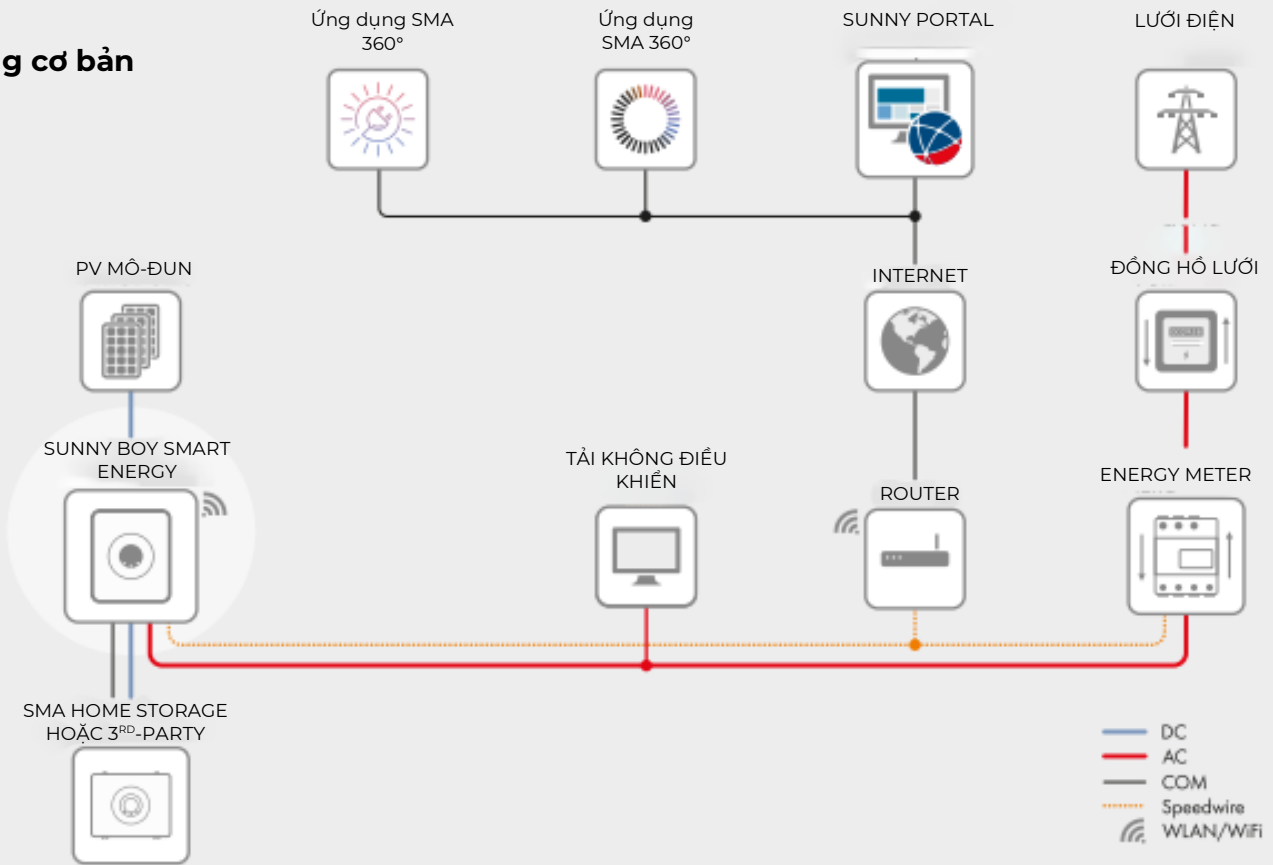 Ứng dụng SMA
360°
Ứng dụng
SMA 360°
SUNNY PORTAL
LƯỚI ĐIỆN
g cơ bản
PV MÔ-ĐUN
INTERNET
ĐỒNG HỒ LƯỚI
SUNNY BOY SMART
ENERGY
TẢI KHÔNG ĐIỀU
KHIỂN
ROUTER
ENERGY METER
SMA HOME STORAGE
HOẶC 3RD-PARTY
DC
AC
COM
Speedwire
WLAN/WiFi